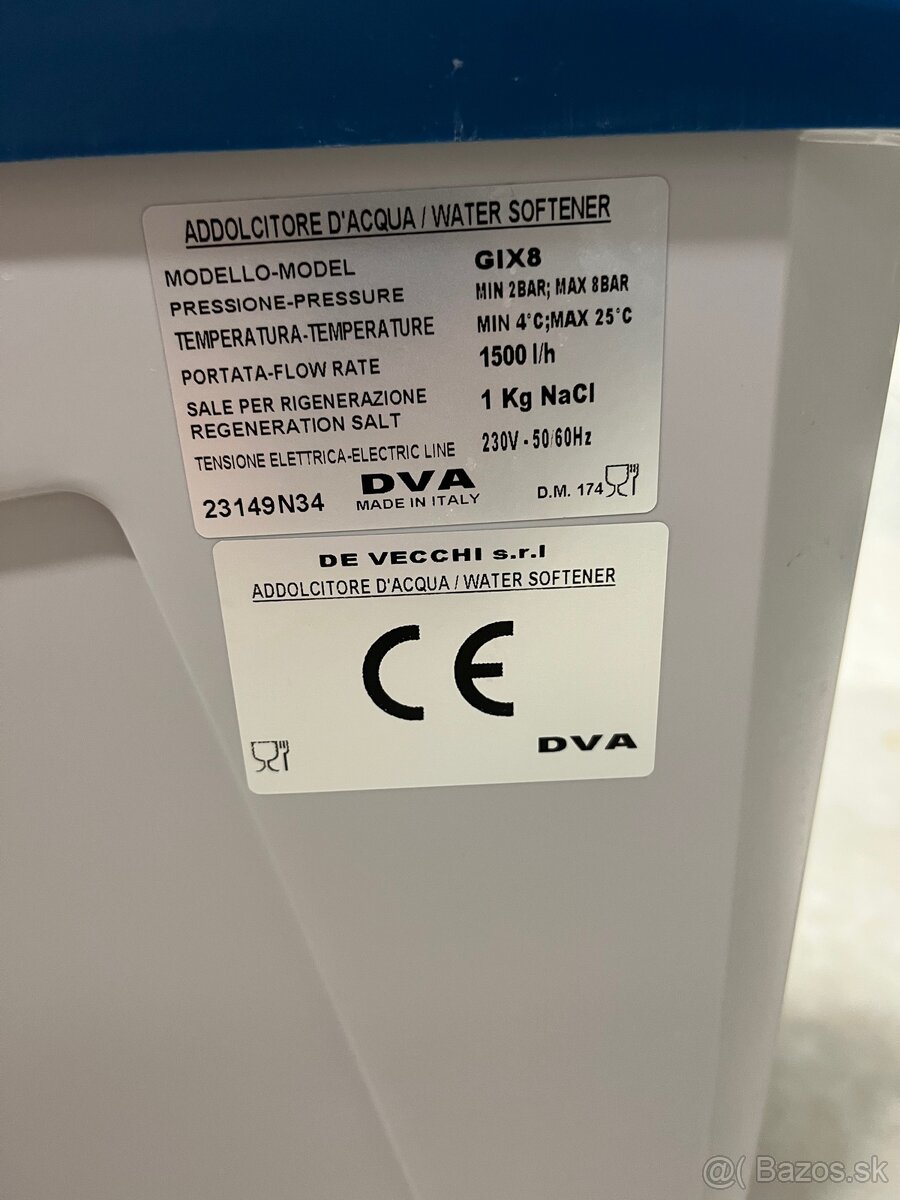 ADDOLCITORE D'ACQUA / WATER SOFTENER
MODELLO-MODEL GIX8
PRESSIONE-PRESSURE MIN 2BAR; MAX 8BAR
TEMPERATURA-TEMPERATURE MIN 4°C;MAX 25°C
PORTATA-FLOW RATE 1500 l/h
SALE PER RIGENERAZIONE
REGENERATION SALT 1 Kg NaCl
TENSIONE ELETTRICA-ELECTRIC LINE 230V - 50/60Hz
23149N34 DVA D.M. 174
MADE IN ITALY
DE VECCHI s.r.l
ADDOLCITORE D'ACQUA / WATER SOFTENER
CE
DVA
@( Bazos.sk